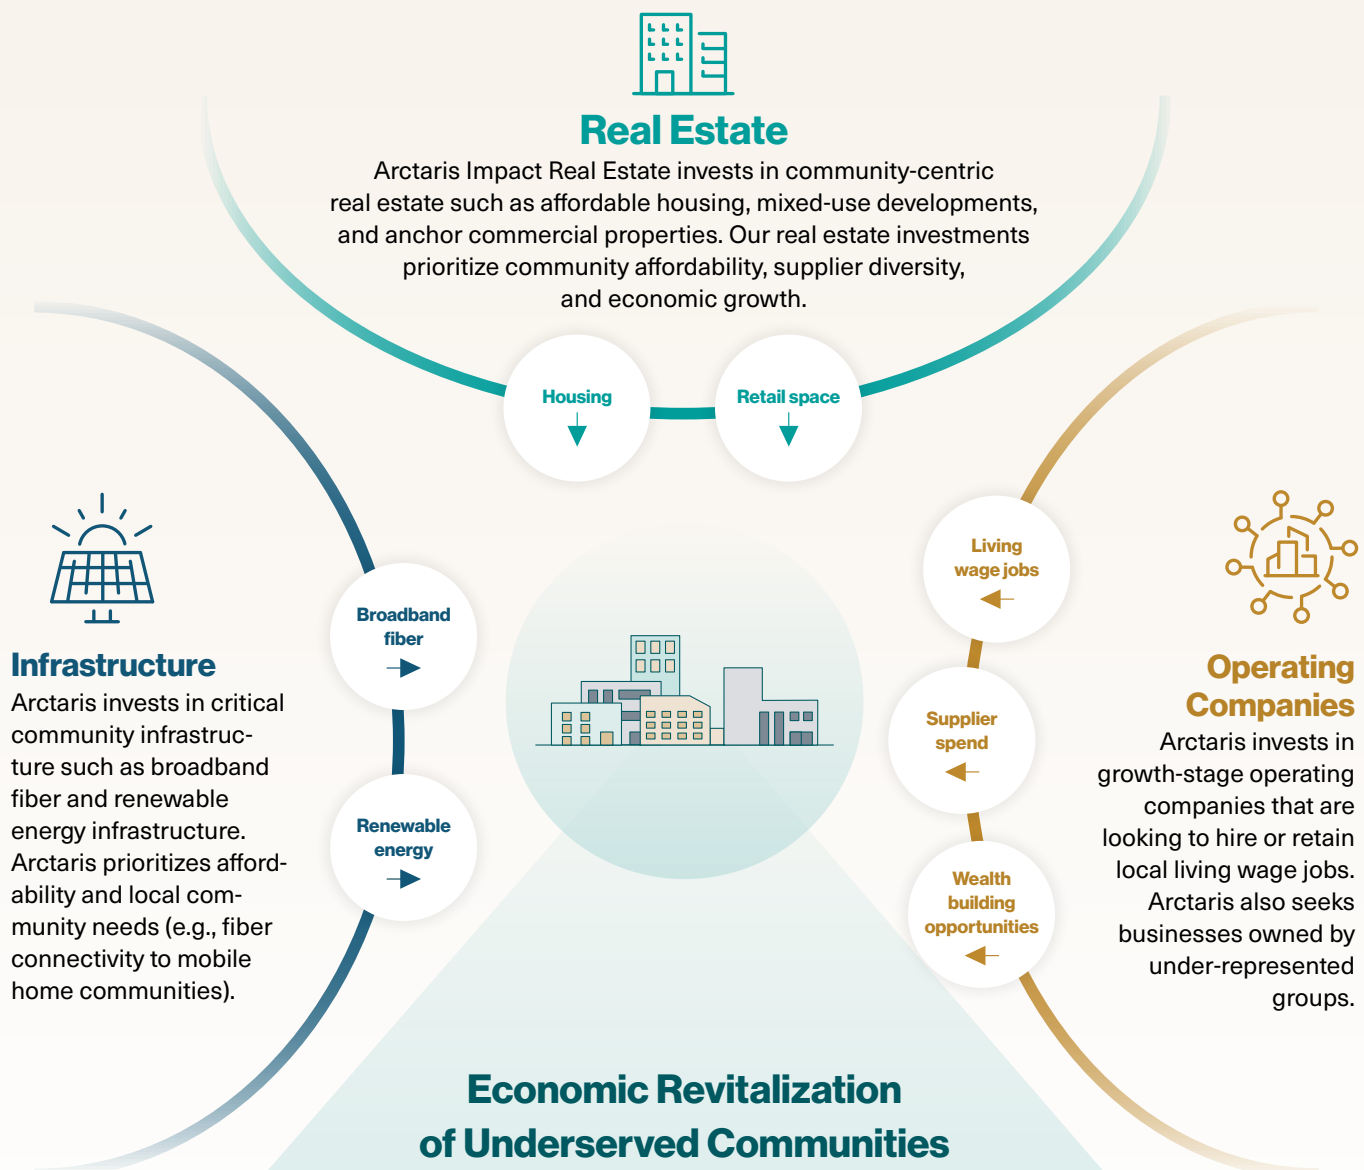 Real Estate
Arctaris Impact Real Estate invests in community-centric
real estate such as affordable housing, mixed-use developments,
and anchor commercial properties. Our real estate investments
prioritize community affordability, supplier diversity,
and economic growth.
Housing
Retail space
Infrastructure
Arctaris invests in critical
community infrastruc-
ture such as broadband
fiber and renewable
energy infrastructure.
Arctaris prioritizes afford-
ability and local com-
munity needs (e.g., fiber
connectivity to mobile
home communities).
Broadband
fiber
Renewable
energy
Living
wage jobs
Supplier
spend
Wealth
building
opportunities
Operating
Companies
Arctaris invests in
growth-stage operating
companies that are
looking to hire or retain
local living wage jobs.
Arctaris also seeks
businesses owned by
under-represented
groups.
Economic Revitalization
of Underserved Communities